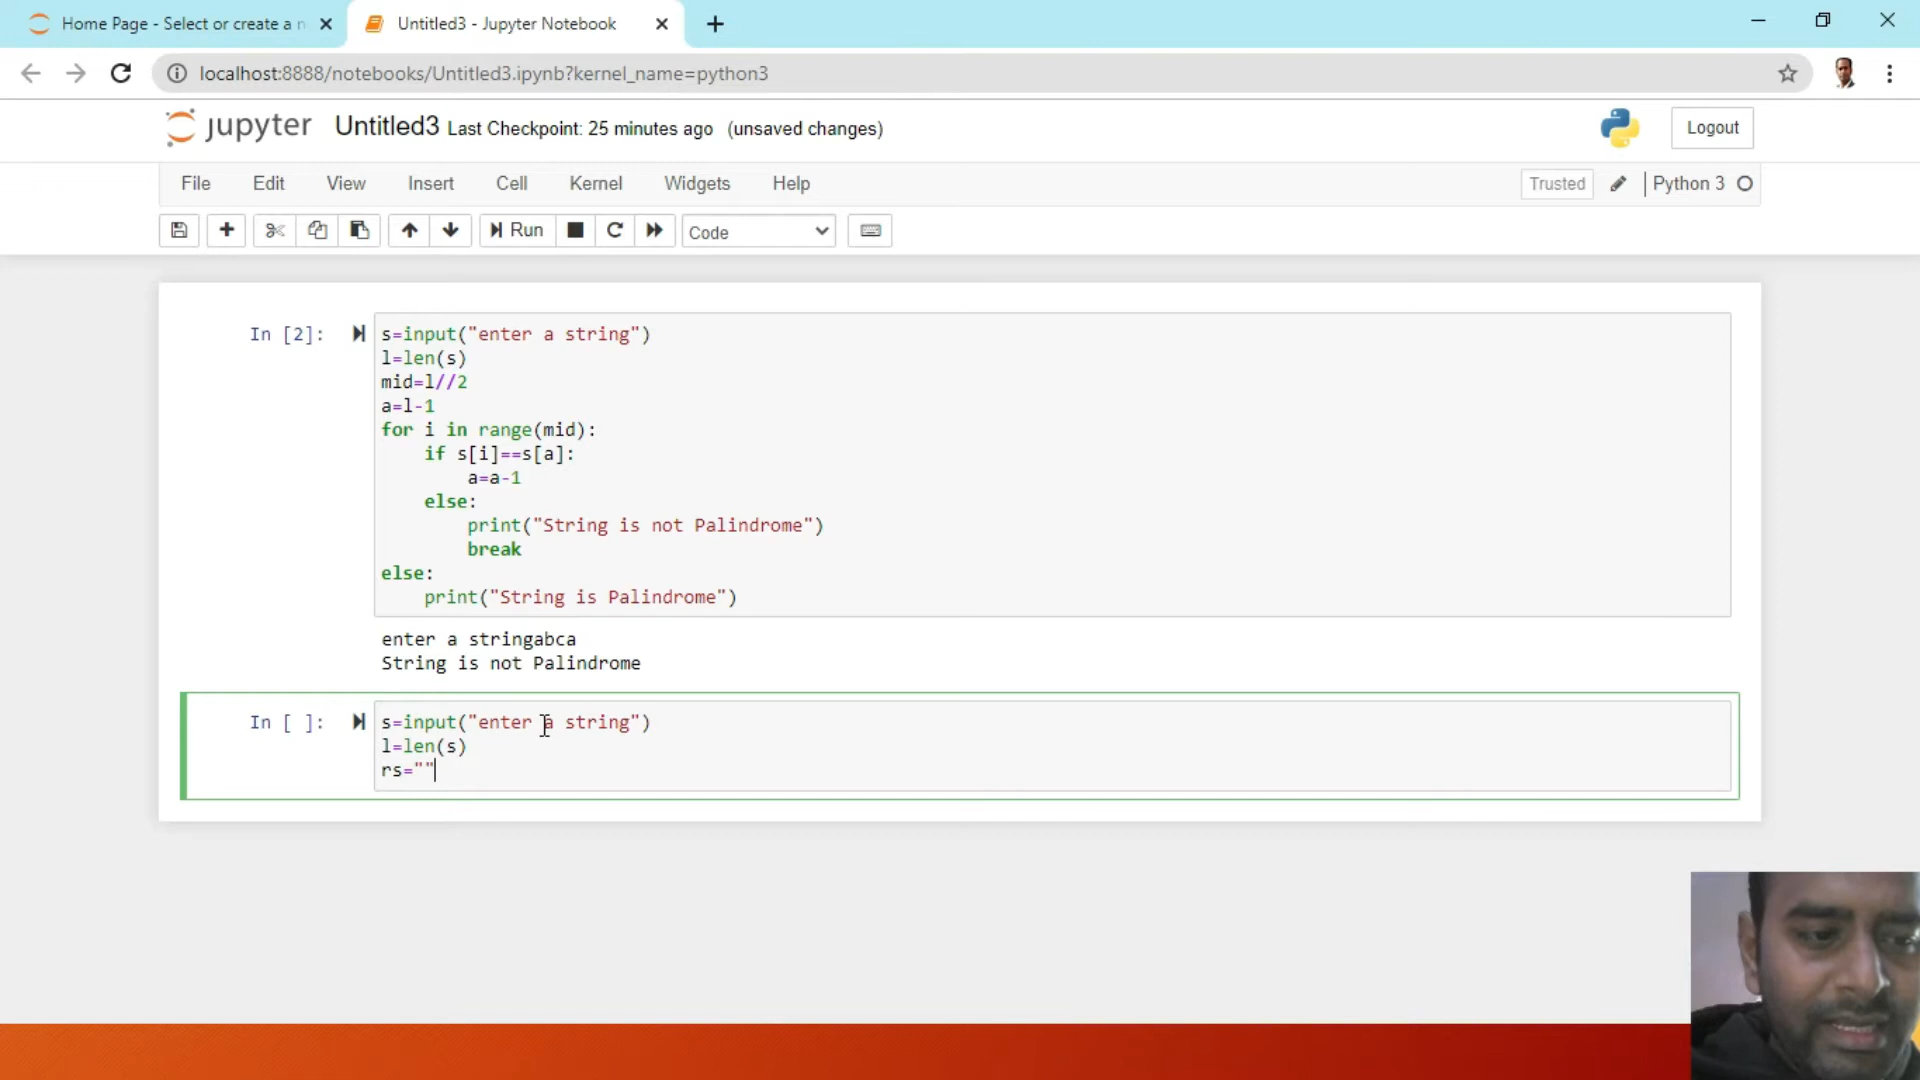 Home Page - Select or create a n
Untitled3 - Jupyter Notebook
localhost:8888/notebooks/Untitled3.ipynb?kernel_name=python3
jupyter Untitled3 Last Checkpoint: 25 minutes ago (unsaved changes)
Logout
File Edit View Insert Cell Kernel Widgets Help
Trusted Python 3
Run Code
In [2]:
s=input("enter a string")
l=len(s)
mid=l//2
a=l-1
for i in range(mid):
    if s[i]==s[a]:
        a=a-1
    else:
        print("String is not Palindrome")
        break
else:
    print("String is Palindrome")
enter a stringabca
String is not Palindrome
In [ ]:
s=input("enter a string")
l=len(s)
rs=""